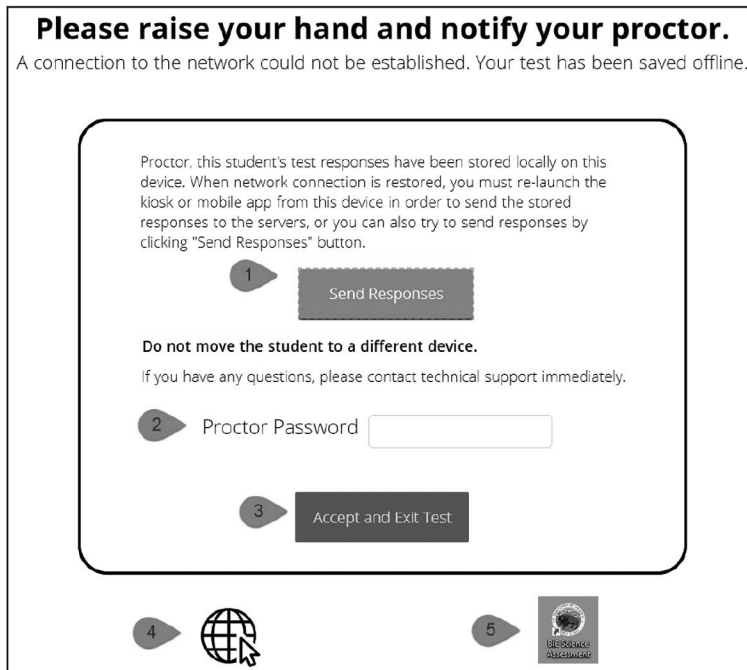 Please raise your hand and notify your proctor.
A connection to the network could not be established. Your test has been saved offline.
Proctor, this student's test responses have been stored locally on this
device. When network connection is restored, you must re-launch the
kiosk or mobile app from this device in order to send the stored
responses to the servers, or you can also try to send responses by
clicking "Send Responses" button.
1
Send Responses
Do not move the student to a different device.
If you have any questions, please contact technical support immediately.
2 Proctor Password
3
Accept and Exit Test
4
5
BIE Science
Assessment